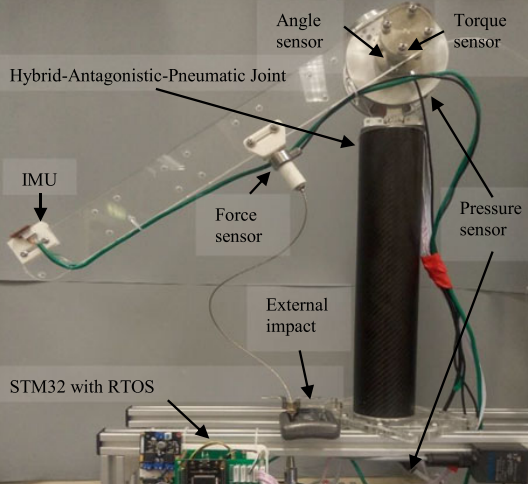 Angle
sensor
Torque
sensor
Hybrid-Antagonistic-Pneumatic Joint
IMU
Force
sensor
Pressure
sensor
External
impact
STM32 with RTOS